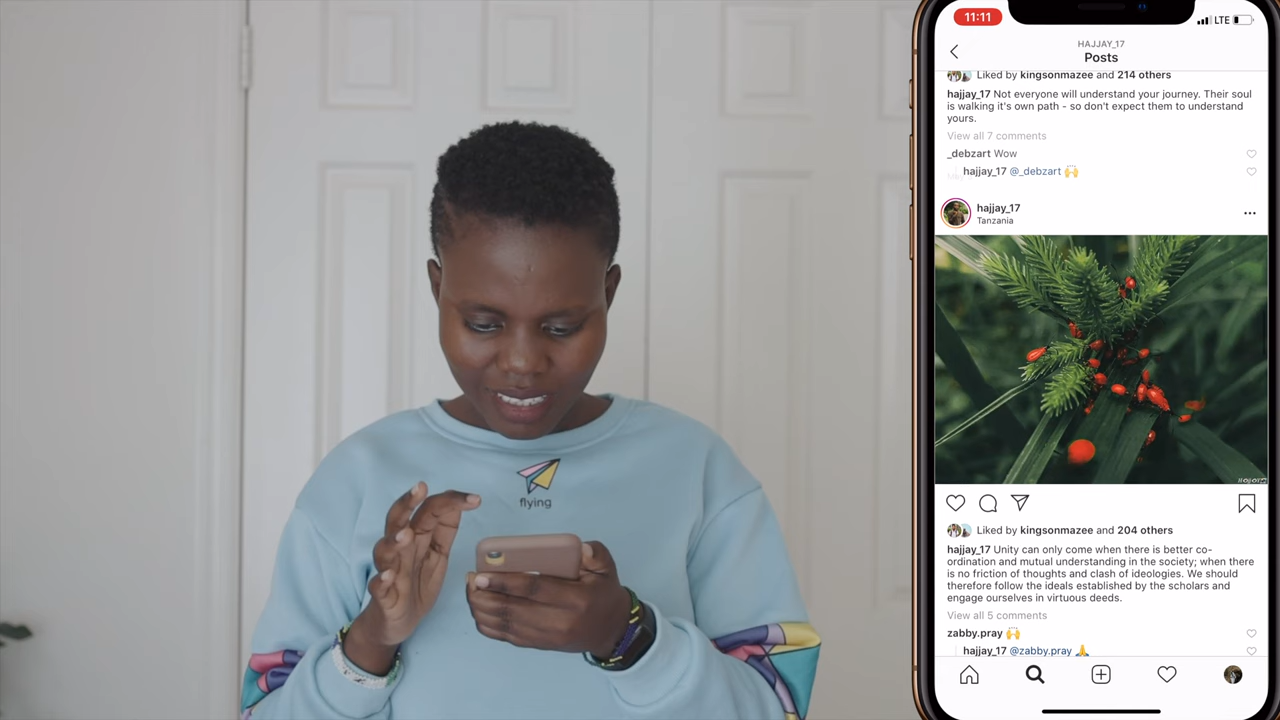 flying
11:11
LTE
HAJJAY_17
Posts
Liked by kingsonmazee and 214 others
hajjay_17 Not everyone will understand your journey. Their soul
is walking it's own path - so don't expect them to understand
yours.
View all 7 comments
_debzart Wow
hajjay_17 @_debzart 🙌
hajjay_17
Tanzania
Liked by kingsonmazee and 204 others
hajjay_17 Unity can only come when there is better co-
ordination and mutual understanding in the society; when there
is no friction of thoughts and clash of ideologies. We should
therefore follow the ideals established by the scholars and
engage ourselves in virtuous deeds.
View all 5 comments
zabby.pray 🙌
hajjay_17 @zabby.pray 🙏